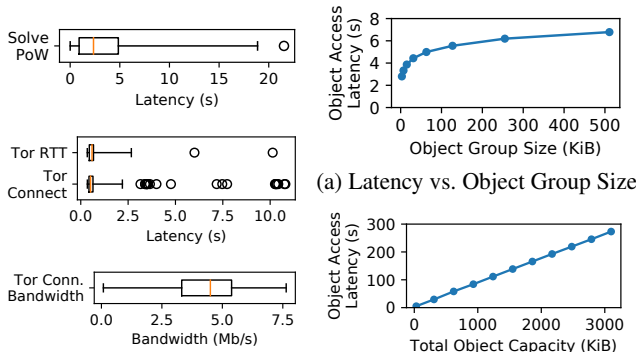 Solve
PoW
0 5 10 15 20
Latency (s)
Tor RTT
Tor
Connect
0.0 2.5 5.0 7.5 10.0
Latency (s)
Tor Conn.
Bandwidth
0.0 2.5 5.0 7.5
Bandwidth (Mb/s)
Object Access
Latency (s)
8
6
4
2
0
0 100 200 300 400 500
Object Group Size (KiB)
(a) Latency vs. Object Group Size
Object Access
Latency (s)
300
200
100
0
0 500 1000 1500 2000 2500 3000
Total Object Capacity (KiB)